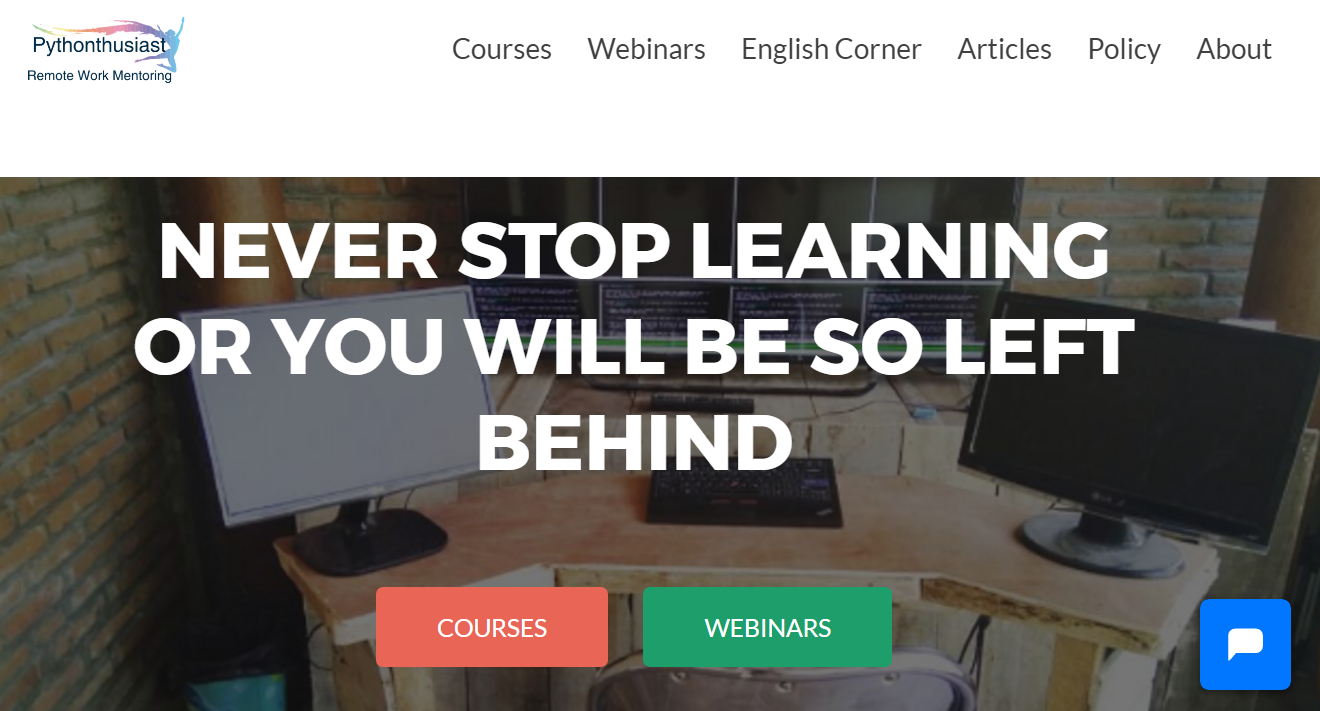 Pythonthusiast
Remote Work Mentoring
Courses Webinars English Corner Articles Policy About
NEVER STOP LEARNING
OR YOU WILL BE SO LEFT
BEHIND
COURSES WEBINARS